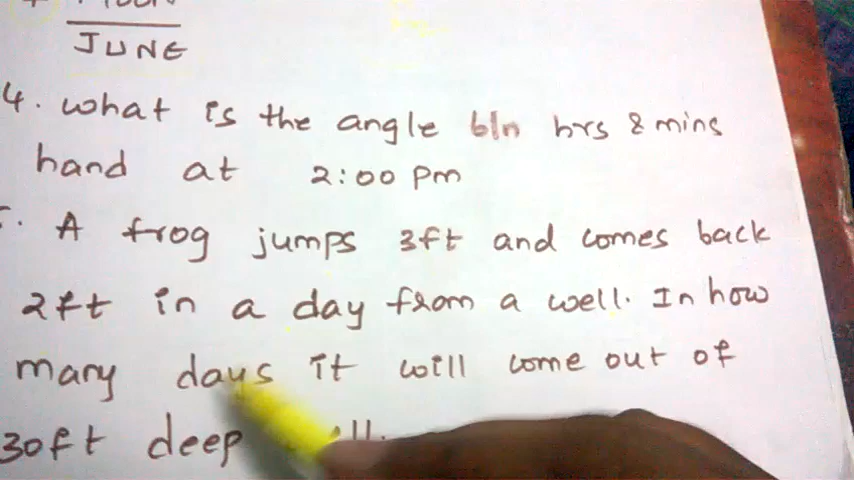 JUNE
4. What is the angle b/n hrs & mins
hand at 2:00 pm
A frog jumps 3ft and comes back
2ft in a day from a well. In how
many days it will come out of
30ft deep